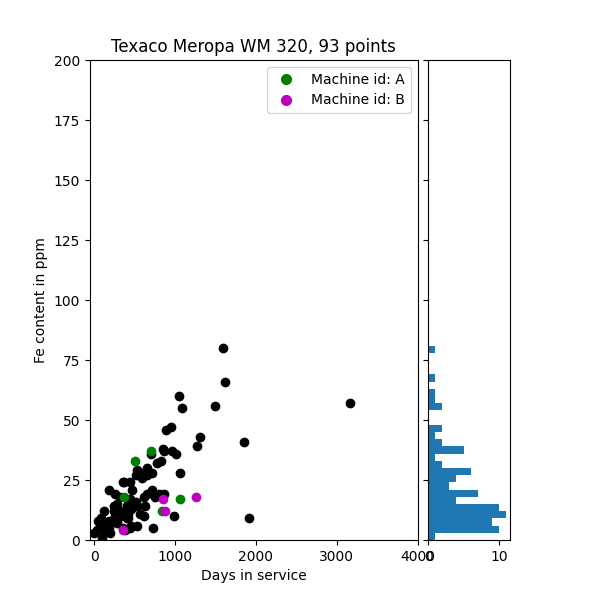 Texaco Meropa WM 320, 93 points
Machine id: A
Machine id: B
200
175
150
125
100
75
50
25
0
Fe content in ppm
0 1000 2000 3000 4000
0 10
Days in service